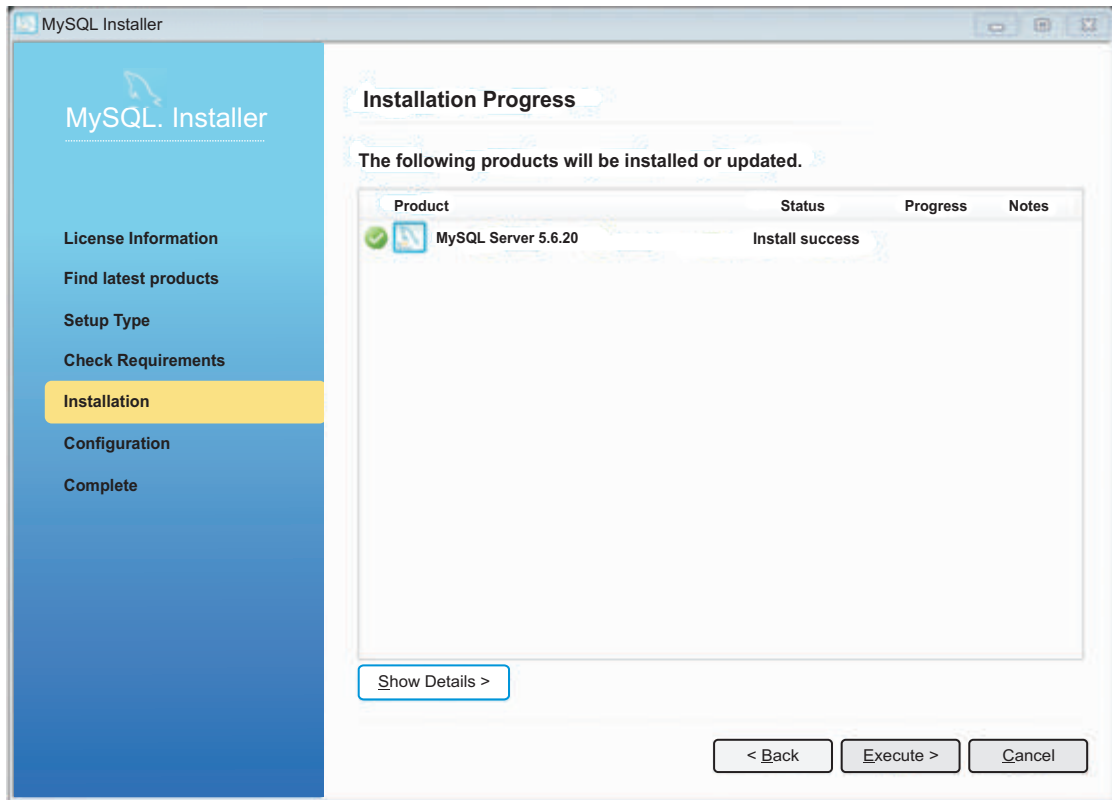 MySQL Installer
MySQL. Installer
License Information
Find latest products
Setup Type
Check Requirements
Installation
Configuration
Complete
Installation Progress
The following products will be installed or updated.
Product Status Progress Notes
MySQL Server 5.6.20 Install success
Show Details >
< Back Execute > Cancel